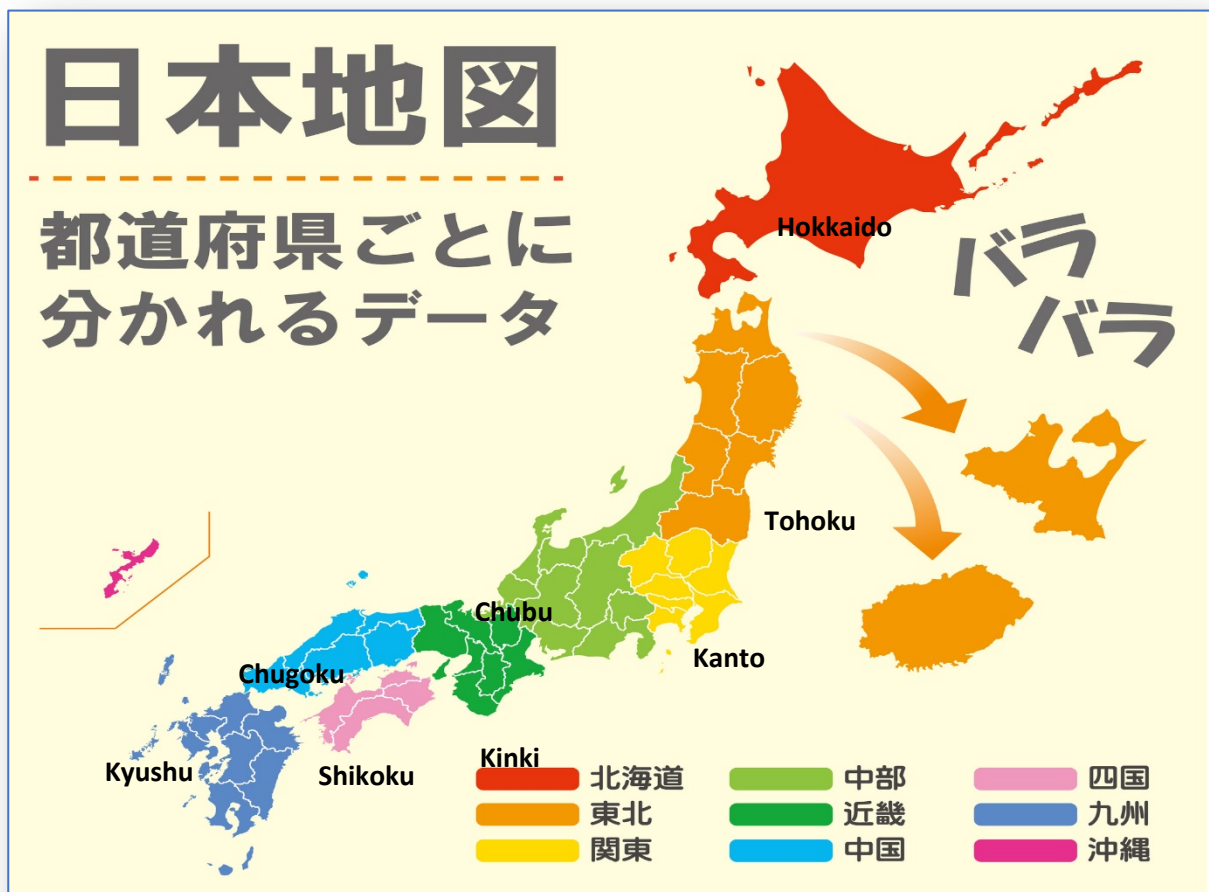 日本地図
都道府県ごとに
分かれるデータ
バラ
バラ
Hokkaido
Tohoku
Chubu
Kanto
Chugoku
Kinki
Kyushu
Shikoku
北海道
東北
関東
中部
近畿
中国
四国
九州
沖縄